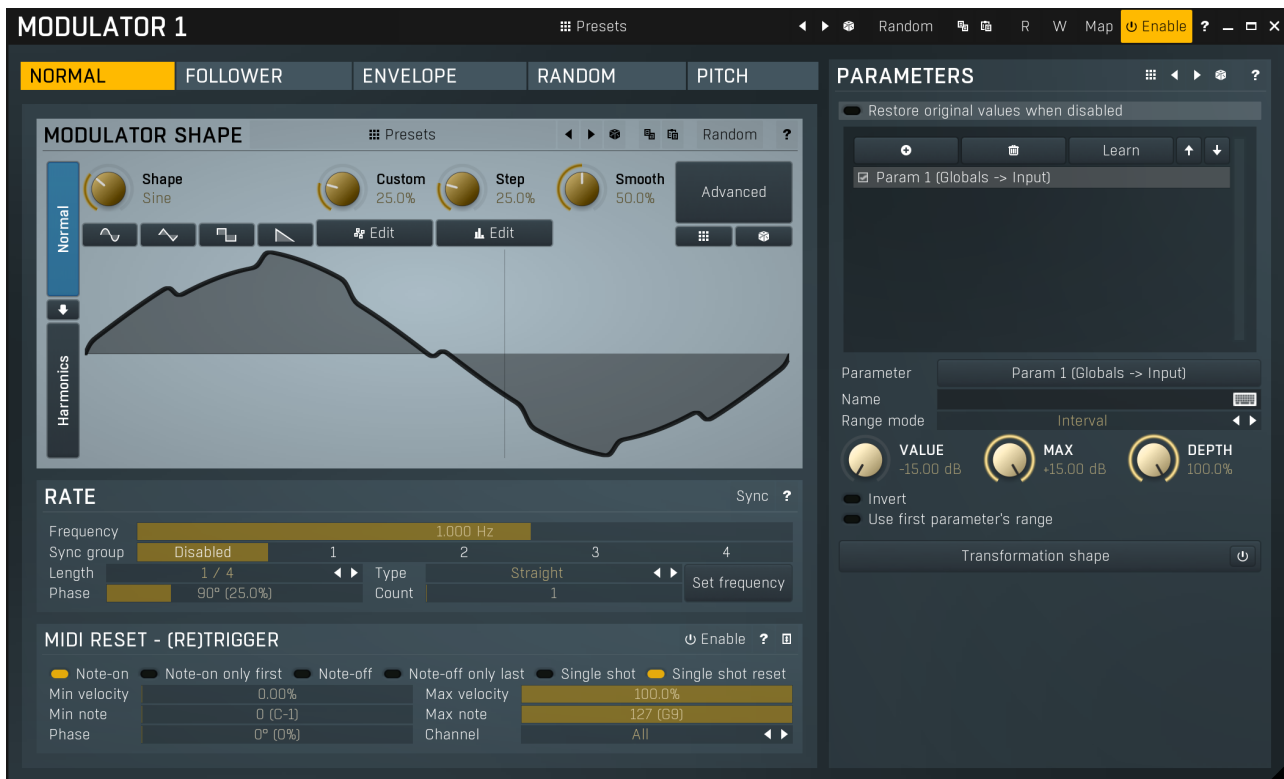 MODULATOR 1 Presets Random R W Map Enable ?
NORMAL FOLLOWER ENVELOPE RANDOM PITCH
MODULATOR SHAPE Presets Random ?
Normal
Harmonics
Shape Custom Step Smooth
Sine 25.0% 25.0% 50.0%
Advanced
Edit Edit
RATE Sync ?
Frequency 1.000 Hz
Sync group Disabled 1 2 3 4
Length 1 / 4 Type Straight
Set frequency
Phase 90° (25.0%) Count 1
MIDI RESET - (RE)TRIGGER Enable ?
Note-on Note-on only first Note-off Note-off only last Single shot Single shot reset
Min velocity 0.00% Max velocity 100.0%
Min note 0 (C-1) Max note 127 (G9)
Phase 0° (0%) Channel All
PARAMETERS ?
Restore original values when disabled
Learn
Param 1 (Globals -> Input)
Parameter Param 1 (Globals -> Input)
Name
Range mode Interval
VALUE MAX DEPTH
-15.00 dB +15.00 dB 100.0%
Invert
Use first parameter's range
Transformation shape